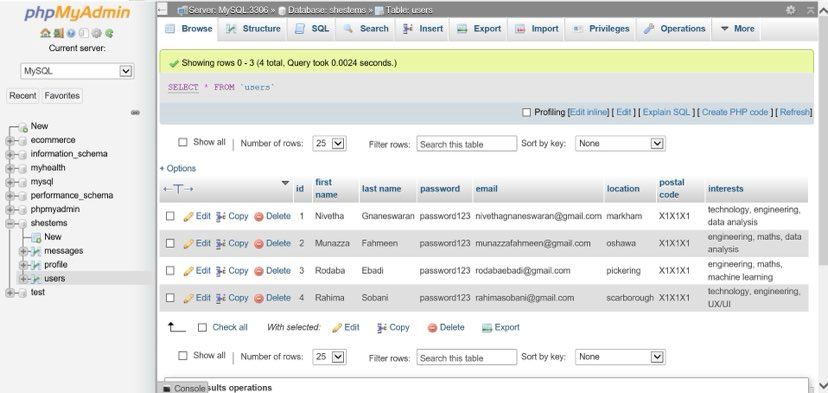 phpMyAdmin
Current server:
MySQL
Recent Favorites
New
ecommerce
information_schema
myhealth
mysql
performance_schema
phpmyadmin
shestems
New
messages
profile
users
test
Server: MySQL:3306 » Database: shestems » Table: users
Browse Structure SQL Search Insert Export Import Privileges Operations More
Showing rows 0 - 3 (4 total, Query took 0.0024 seconds.)
SELECT * FROM `users`
Profiling [Edit inline] [ Edit ] [ Explain SQL ] [ Create PHP code ] [ Refresh]
Show all | Number of rows: 25 Filter rows: Search this table Sort by key: None
+ Options
←T→ id first name last name password email location postal code interests
Edit Copy Delete 1 Nivetha Gnaneswaran password123 nivethagnaneswaran@gmail.com markham X1X1X1 technology, engineering, data analysis
Edit Copy Delete 2 Munazza Fahmeen password123 munazzafahmeen@gmail.com oshawa X1X1X1 engineering, maths, data analysis
Edit Copy Delete 3 Rodaba Ebadi password123 rodabaebadi@gmail.com pickering X1X1X1 engineering, maths, machine learning
Edit Copy Delete 4 Rahima Sobani password123 rahimasobani@gmail.com scarborough X1X1X1 technology, engineering, UX/UI
Check all With selected: Edit Copy Delete Export
Show all | Number of rows: 25 Filter rows: Search this table Sort by key: None
Console sults operations